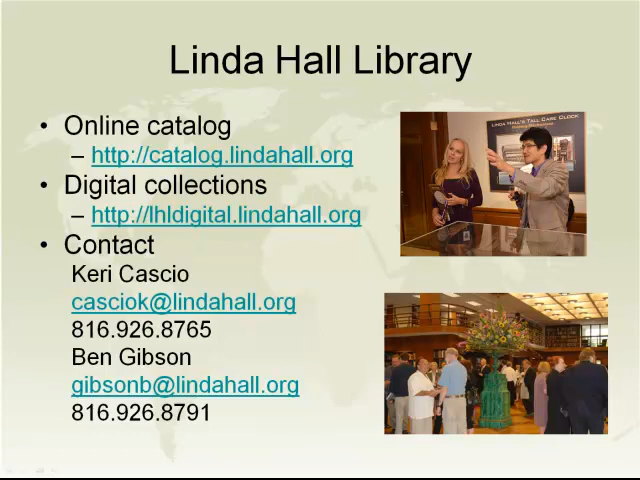 Linda Hall Library
• Online catalog
– http://catalog.lindahall.org
• Digital collections
– http://lhldigital.lindahall.org
• Contact
Keri Cascio
casciok@lindahall.org
816.926.8765
Ben Gibson
gibsonb@lindahall.org
816.926.8791
LINDA HALL'S TALL CASE CLOCK